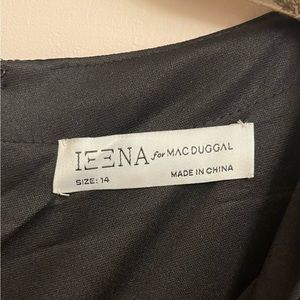 IEENA for MAC DUGGAL
SIZE: 14
MADE IN CHINA